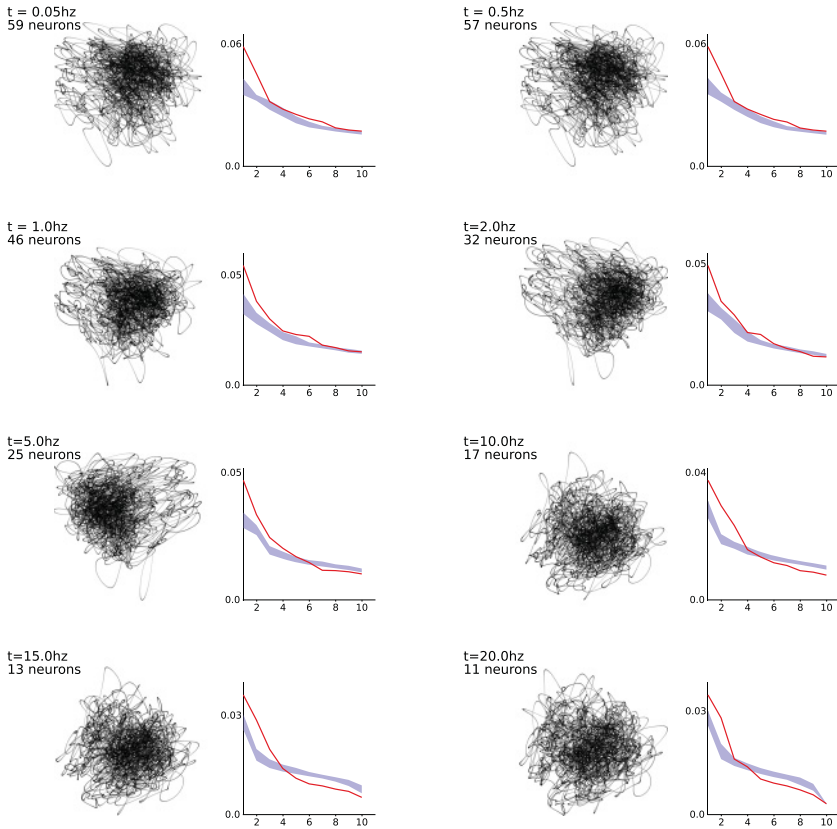 t = 0.05hz
59 neurons
0.06
0.0
2 4 6 8 10
t = 0.5hz
57 neurons
0.06
0.0
2 4 6 8 10
t = 1.0hz
46 neurons
0.05
0.0
2 4 6 8 10
t=2.0hz
32 neurons
0.05
0.0
2 4 6 8 10
t=5.0hz
25 neurons
0.05
0.0
2 4 6 8 10
t=10.0hz
17 neurons
0.04
0.0
2 4 6 8 10
t=15.0hz
13 neurons
0.03
0.0
2 4 6 8 10
t=20.0hz
11 neurons
0.03
0.0
2 4 6 8 10